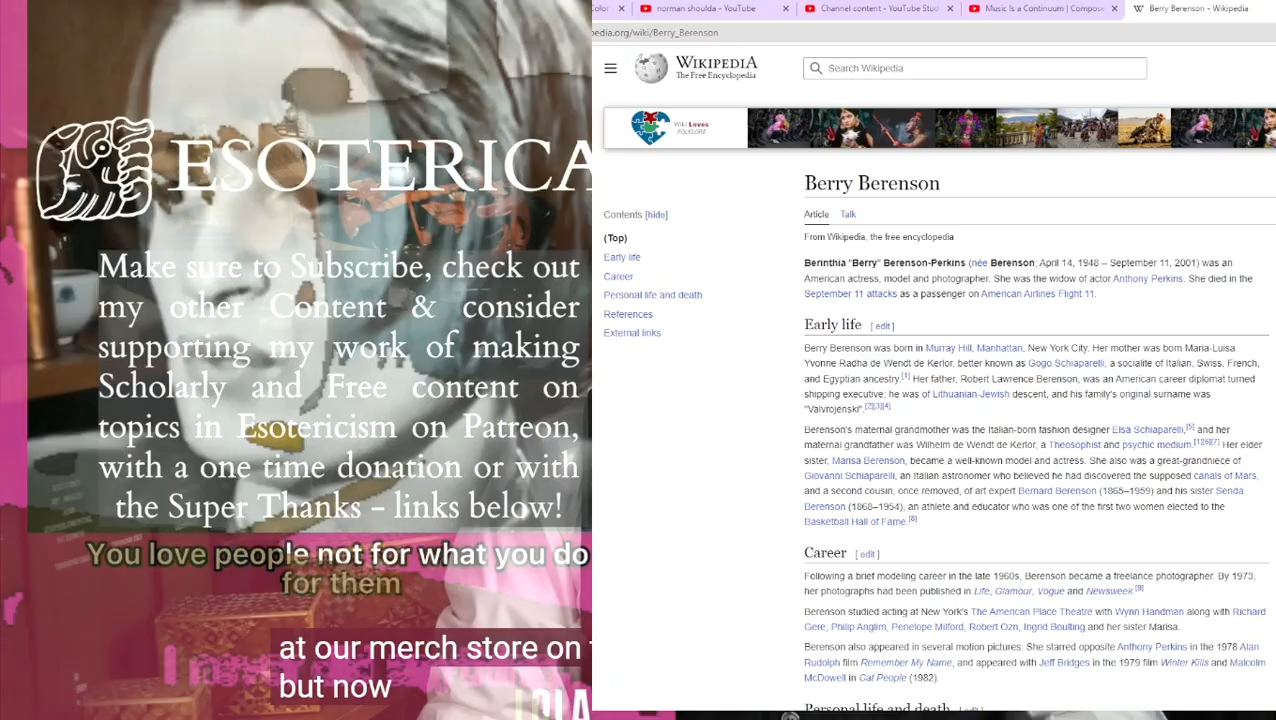 norman shoulda - YouTube
Channel content - YouTube Stud
Music Is a Continuum | Compose
Berry Berenson - Wikipedia
pedia.org/wiki/Berry_Berenson
WIKIPEDIA
The Free Encyclopedia
Search Wikipedia
Wiki Loves
FOLKLORE
ESOTERICA
Make sure to Subscribe, check out
my other Content & consider
supporting my work of making
Scholarly and Free content on
topics in Esotericism on Patreon,
with a one time donation or with
the Super Thanks - links below!
You love people not for what you do
for them
at our merch store on
but now
Contents [hide]
(Top)
Early life
Career
Personal life and death
References
External links
Berry Berenson
Article Talk
From Wikipedia, the free encyclopedia
Berinthia "Berry" Berenson-Perkins (née Berenson; April 14, 1948 – September 11, 2001) was an
American actress, model and photographer. She was the widow of actor Anthony Perkins. She died in the
September 11 attacks as a passenger on American Airlines Flight 11.
Early life [ edit ]
Berry Berenson was born in Murray Hill, Manhattan, New York City. Her mother was born Maria-Luisa
Yvonne Radha de Wendt de Kerlor, better known as Gogo Schiaparelli, a socialite of Italian, Swiss, French,
and Egyptian ancestry.[1] Her father, Robert Lawrence Berenson, was an American career diplomat turned
shipping executive; he was of Lithuanian-Jewish descent, and his family's original surname was
"Valvrojenski".[2][3][4]
Berenson's maternal grandmother was the Italian-born fashion designer Elsa Schiaparelli,[5] and her
maternal grandfather was Wilhelm de Wendt de Kerlor, a Theosophist and psychic medium.[1][6][7] Her elder
sister, Marisa Berenson, became a well-known model and actress. She also was a great-grandniece of
Giovanni Schiaparelli, an Italian astronomer who believed he had discovered the supposed canals of Mars,
and a second cousin, once removed, of art expert Bernard Berenson (1865–1959) and his sister Senda
Berenson (1868–1954), an athlete and educator who was one of the first two women elected to the
Basketball Hall of Fame.[8]
Career [ edit ]
Following a brief modeling career in the late 1960s, Berenson became a freelance photographer. By 1973,
her photographs had been published in Life, Glamour, Vogue and Newsweek.[9]
Berenson studied acting at New York's The American Place Theatre with Wynn Handman along with Richard
Gere, Philip Anglim, Penelope Milford, Robert Ozn, Ingrid Boulting and her sister Marisa.
Berenson also appeared in several motion pictures. She starred opposite Anthony Perkins in the 1978 Alan
Rudolph film Remember My Name, and appeared with Jeff Bridges in the 1979 film Winter Kills and Malcolm
McDowell in Cat People (1982)
Personal life and death [ edit ]